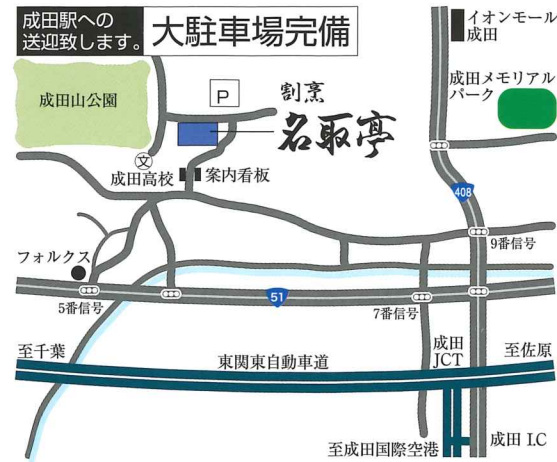 成田駅への
送迎致します。
大駐車場完備
イオンモール
成田
成田メモリアル
パーク
成田山公園
P
割烹
名取亭
文
成田高校
案内看板
408
フォルクス
9番信号
51
5番信号
7番信号
至千葉
東関東自動車道
成田
JCT
至佐原
至成田国際空港
成田 I.C